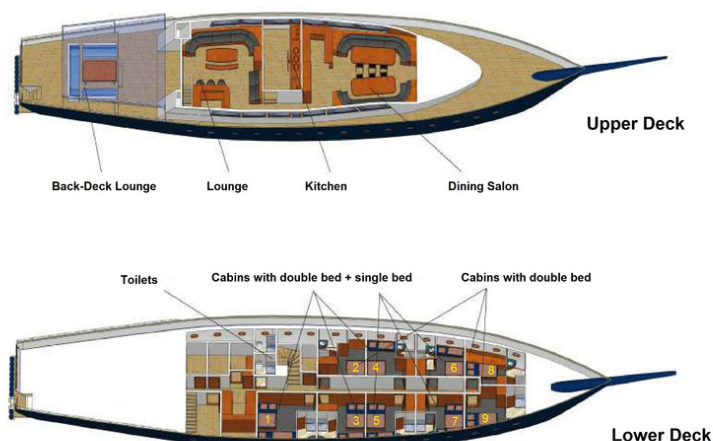 Upper Deck
Back-Deck Lounge Lounge Kitchen Dining Salon
Toilets Cabins with double bed + single bed Cabins with double bed
2 4 6 8
1 3 5 7 9
Lower Deck